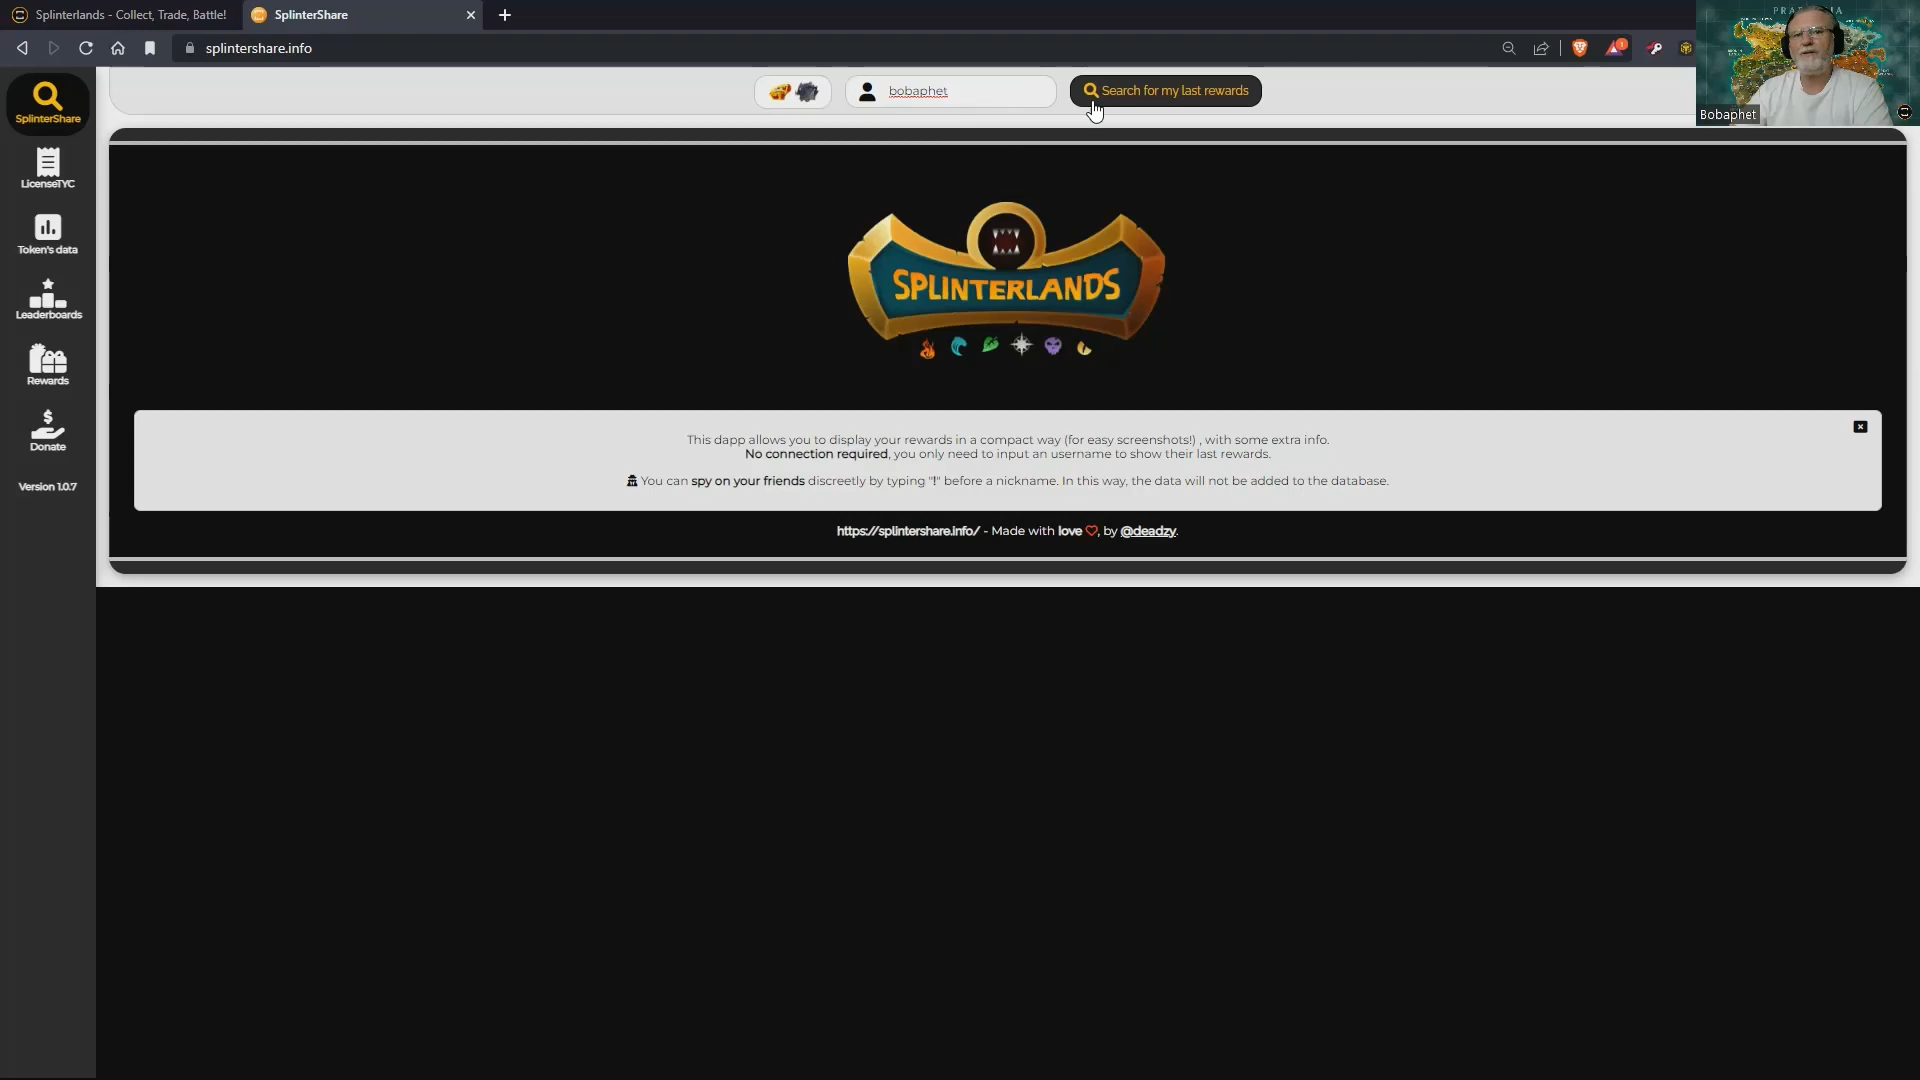 Splinterlands - Collect, Trade, Battle!
SplinterShare
splintershare.info
1
SplinterShare
bobaphet
Search for my last rewards
Bobaphet
LicenseTYC
Token's data
Leaderboards
Rewards
Donate
Version 1.0.7
SPLINTERLANDS
This dapp allows you to display your rewards in a compact way (for easy screenshots!) , with some extra info.
No connection required, you only need to input an username to show their last rewards.
You can spy on your friends discreetly by typing "!" before a nickname. In this way, the data will not be added to the database.
https://splintershare.info/ - Made with love ♡, by @deadzy.